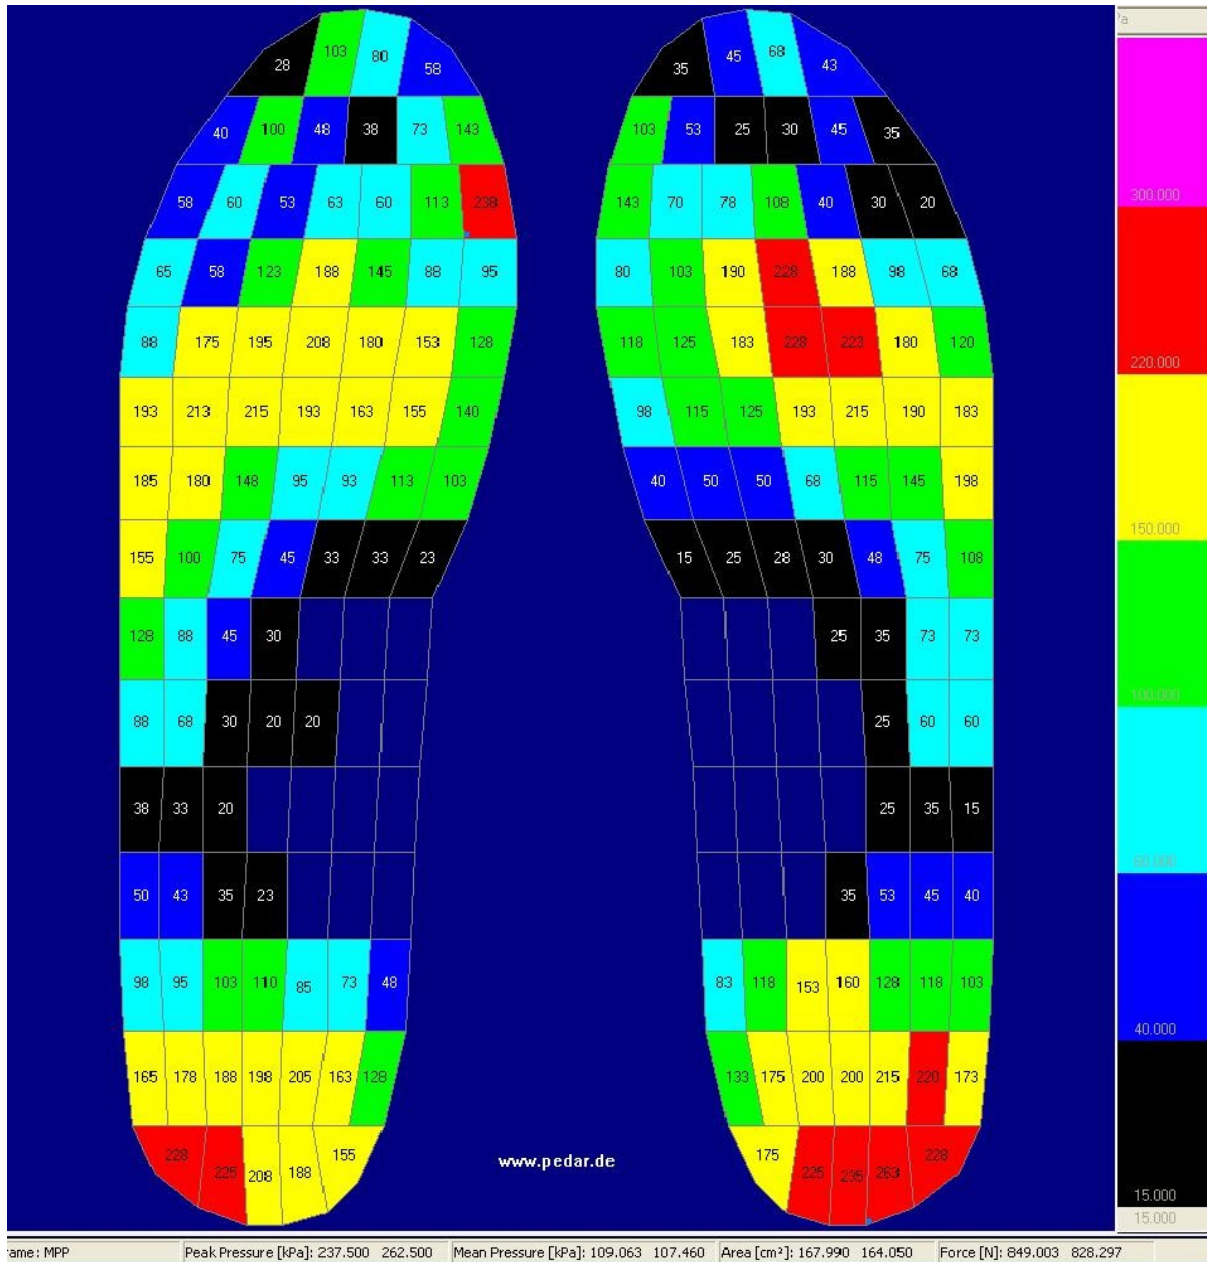 'a
28 103 80 58 35 45 68 43
40 100 48 38 73 143 103 53 25 30 45 35
58 60 53 63 60 113 238 143 70 78 108 40 30 20 300.000
65 58 123 188 145 88 95 80 103 190 228 188 98 68
88 175 195 208 180 153 128 118 125 183 228 223 180 120 220.000
193 213 215 193 163 155 140 98 115 125 193 215 190 183
185 180 148 95 93 113 103 40 50 50 68 115 145 198
150.000
155 100 75 45 33 33 23 15 25 28 30 48 75 108
128 88 45 30 25 35 73 73
100.000
88 68 30 20 20 25 60 60
38 33 20 25 35 15
60.000
50 43 35 23 35 53 45 40
98 95 103 110 85 73 48 83 118 153 160 128 118 103
40.000
165 178 188 198 205 163 128 133 175 200 200 215 220 173
228 225 208 188 155 175 225 235 263 228
www.pedar.de
15.000
15.000
rame: MPP Peak Pressure [kPa]: 237.500 262.500 Mean Pressure [kPa]: 109.063 107.460 Area [cm²]: 167.990 164.050 Force [N]: 849.003 828.297